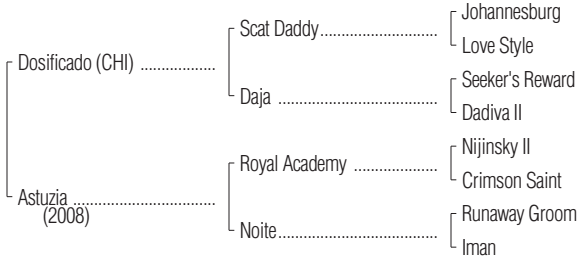 Johannesburg
Scat Daddy........................
Love Style
Dosificado (CHI) ................
Seeker's Reward
Daja ................................
Dadiva II
Nijinsky II
Royal Academy .................
Crimson Saint
Astuzia .............................
(2008)
Runaway Groom
Noite.................................
Iman